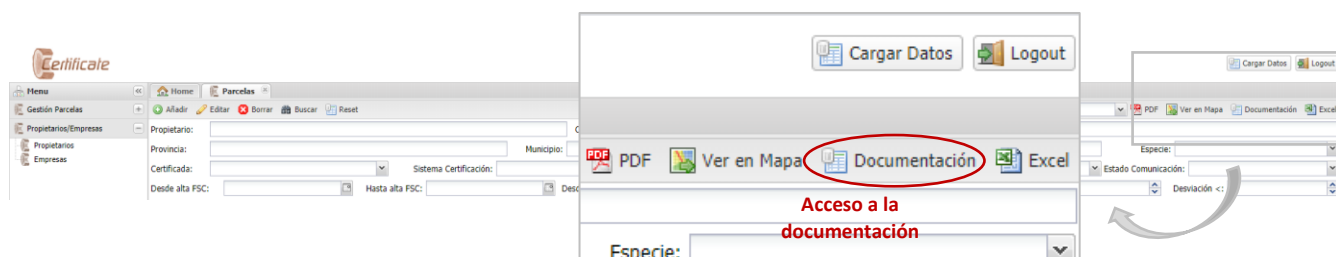 Certificate
Cargar Datos Logout
Menu
Home Parcelas
Gestión Parcelas
Añadir Editar Borrar Buscar Reset
PDF Ver en Mapa Documentación Excel
Propietarios/Empresas
Propietarios
Empresas
Propietario:
Provincia: Municipio: Especie:
Certificada: Sistema Certificación: Estado Comunicación:
Desde alta FSC: Hasta alta FSC: Desviación <:
Cargar Datos Logout
PDF Ver en Mapa Documentación Excel
Acceso a la
documentación
Especie: